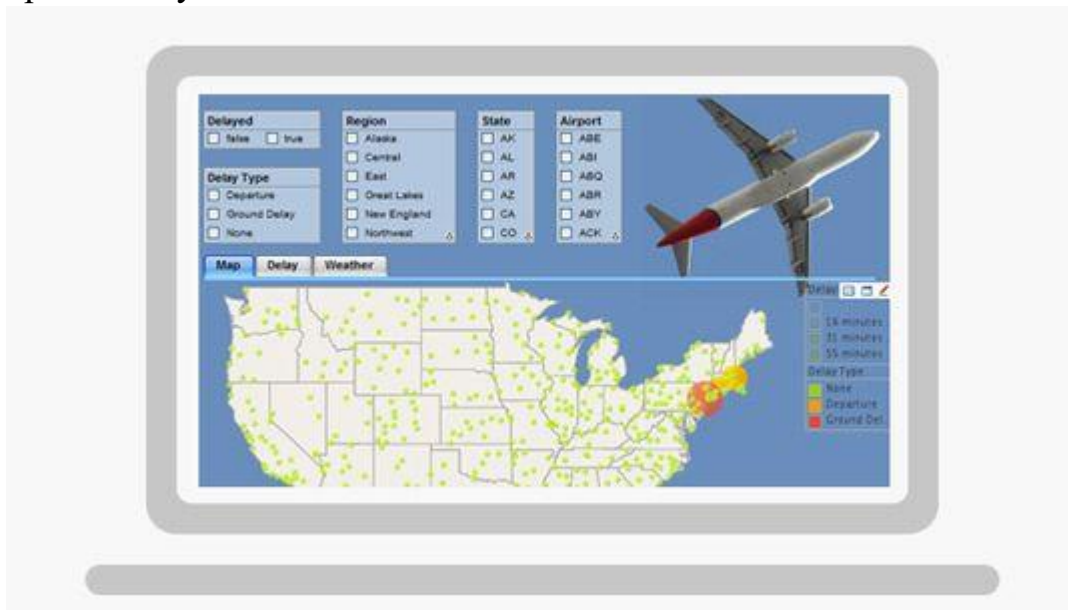 Delayed
false true
Delay Type
Departure
Ground Delay
None
Region
Alaska
Central
East
Great Lakes
New England
Northwest
State
AK
AL
AR
AZ
CA
CO
Airport
ABE
ABI
ABQ
ABR
ABY
ACK
Map Delay Weather
Delay
16 minutes
31 minutes
55 minutes
Delay Type
None
Departure
Ground Del